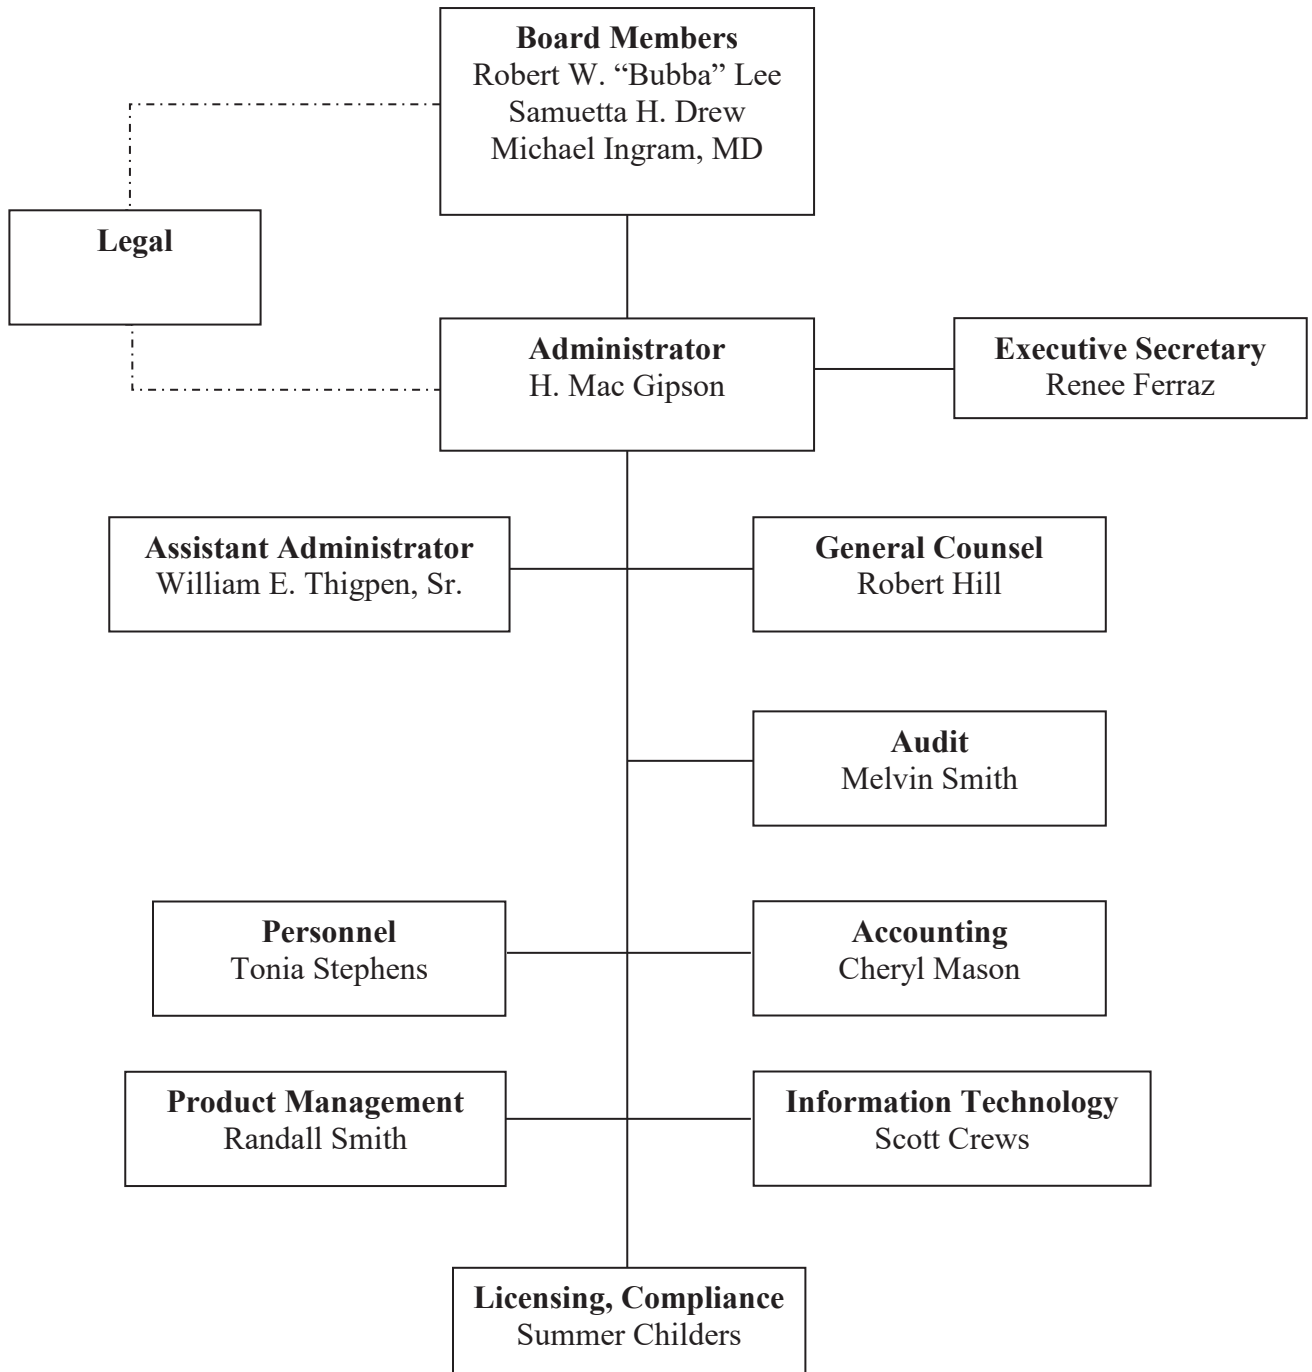 Board Members
Robert W. “Bubba” Lee
Samuetta H. Drew
Michael Ingram, MD
Legal
Administrator
H. Mac Gipson
Executive Secretary
Renee Ferraz
Assistant Administrator
William E. Thigpen, Sr.
General Counsel
Robert Hill
Audit
Melvin Smith
Personnel
Tonia Stephens
Accounting
Cheryl Mason
Product Management
Randall Smith
Information Technology
Scott Crews
Licensing, Compliance
Summer Childers